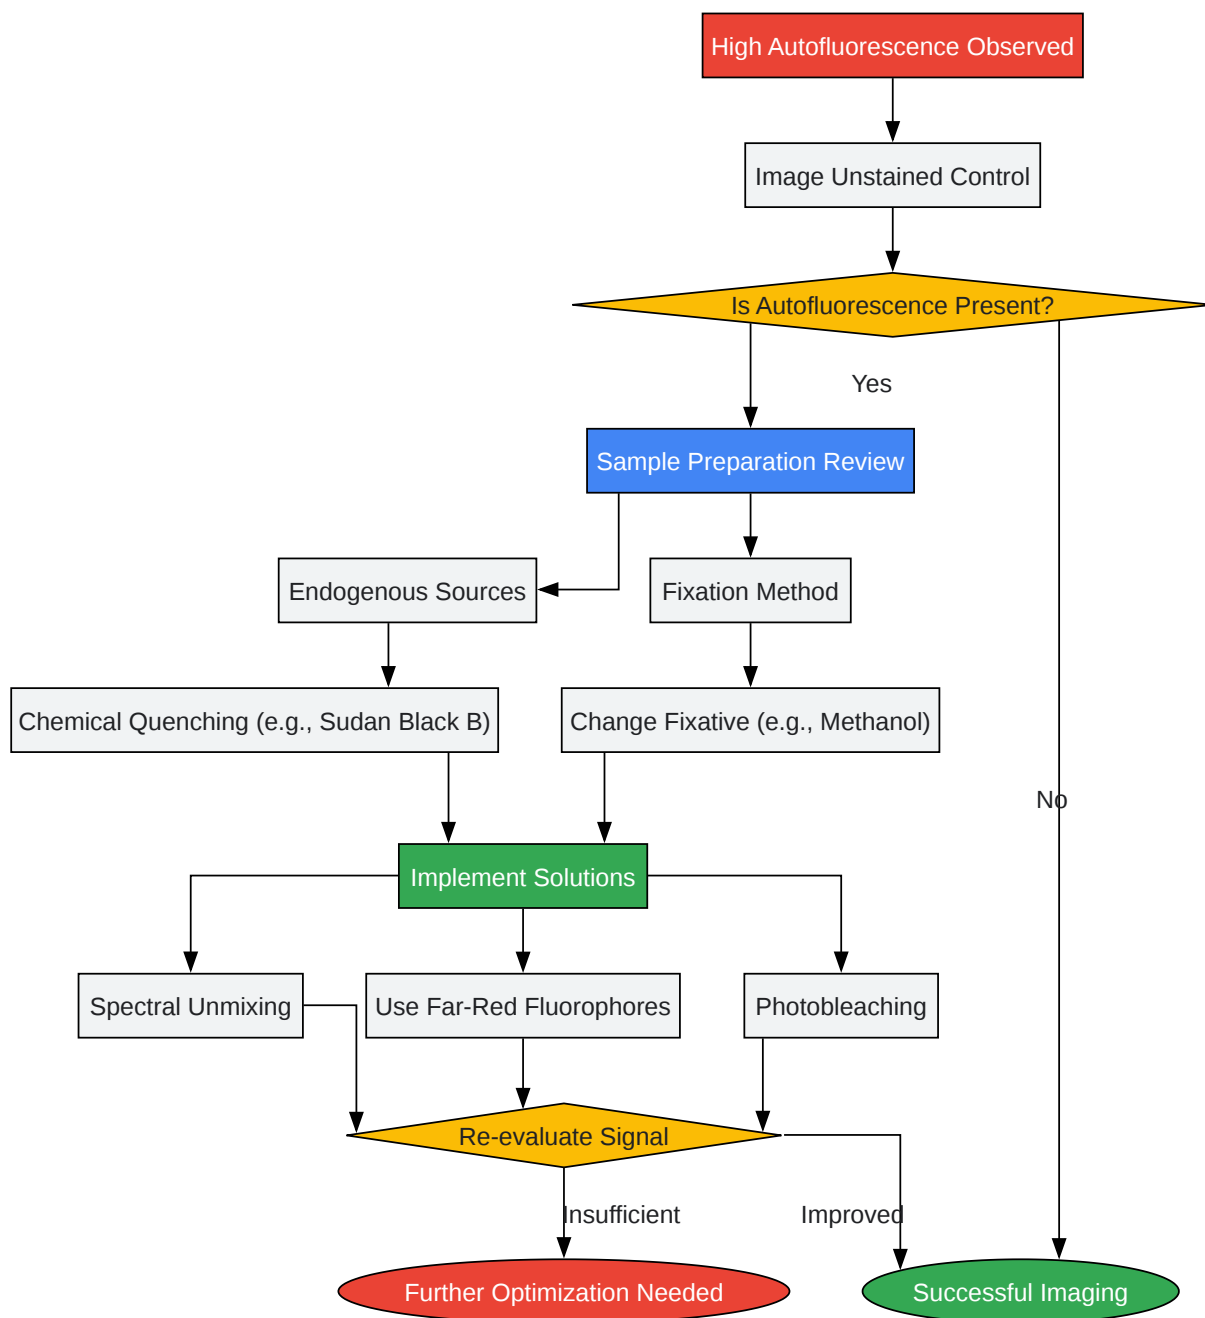 High Autofluorescence Observed
Image Unstained Control
Is Autofluorescence Present?
Yes
Sample Preparation Review
Endogenous Sources
Fixation Method
Chemical Quenching (e.g., Sudan Black B)
Change Fixative (e.g., Methanol)
No
Implement Solutions
Spectral Unmixing
Use Far-Red Fluorophores
Photobleaching
Re-evaluate Signal
Insufficient
Improved
Further Optimization Needed
Successful Imaging